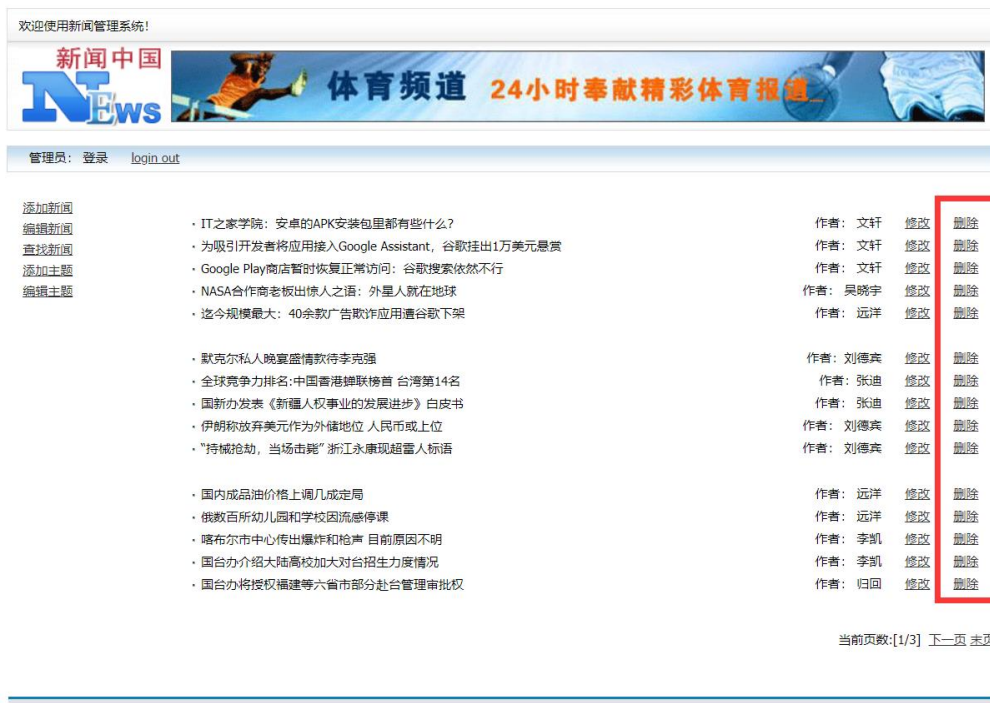 欢迎使用新闻管理系统!
新闻中国
NEws
体育频道 24小时奉献精彩体育报道_
管理员： 登录 login out
添加新闻
编辑新闻
查找新闻
添加主题
编辑主题
· IT之家学院：安卓的APK安装包里都有些什么? 作者： 文轩 修改 删除
· 为吸引开发者将应用接入Google Assistant，谷歌挂出1万美元悬赏 作者： 文轩 修改 删除
· Google Play商店暂时恢复正常访问：谷歌搜索依然不行 作者： 文轩 修改 删除
· NASA合作商老板出惊人之语：外星人就在地球 作者： 吴晓宇 修改 删除
· 迄今规模最大：40余款广告欺诈应用遭谷歌下架 作者： 远洋 修改 删除
· 默克尔私人晚宴盛情款待李克强 作者：刘德宾 修改 删除
· 全球竞争力排名:中国香港蝉联榜首 台湾第14名 作者：张迪 修改 删除
· 国新办发表《新疆人权事业的发展进步》白皮书 作者： 张迪 修改 删除
· 伊朗称放弃美元作为外储地位 人民币或上位 作者： 刘德宾 修改 删除
· “持械抢劫，当场击毙” 浙江永康现超雷人标语 作者： 刘德宾 修改 删除
· 国内成品油价格上调几成定局 作者： 远洋 修改 删除
· 俄数百所幼儿园和学校因流感停课 作者： 远洋 修改 删除
· 喀布尔市中心传出爆炸和枪声 目前原因不明 作者： 李凯 修改 删除
· 国台办介绍大陆高校加大对台招生力度情况 作者： 李凯 修改 删除
· 国台办将授权福建等六省市部分赴台管理审批权 作者： 归回 修改 删除
当前页数:[1/3] 下一页 末页